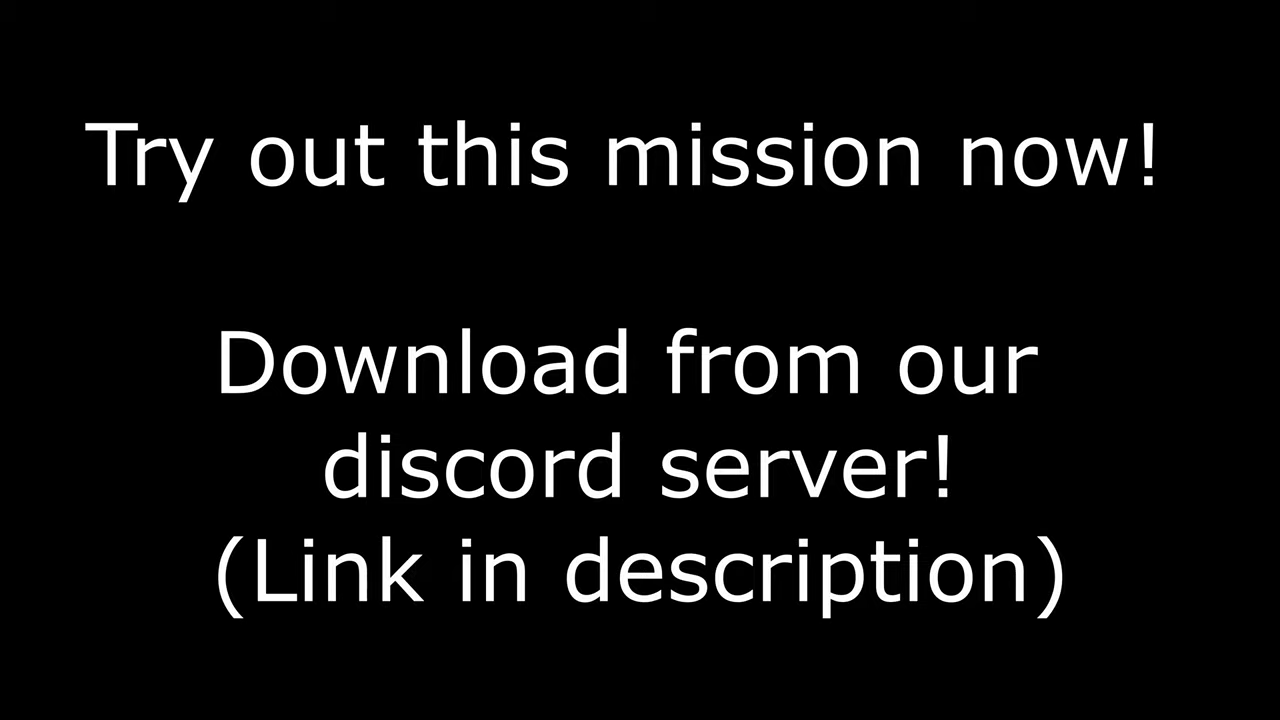 Try out this mission now!
Download from our
discord server!
(Link in description)